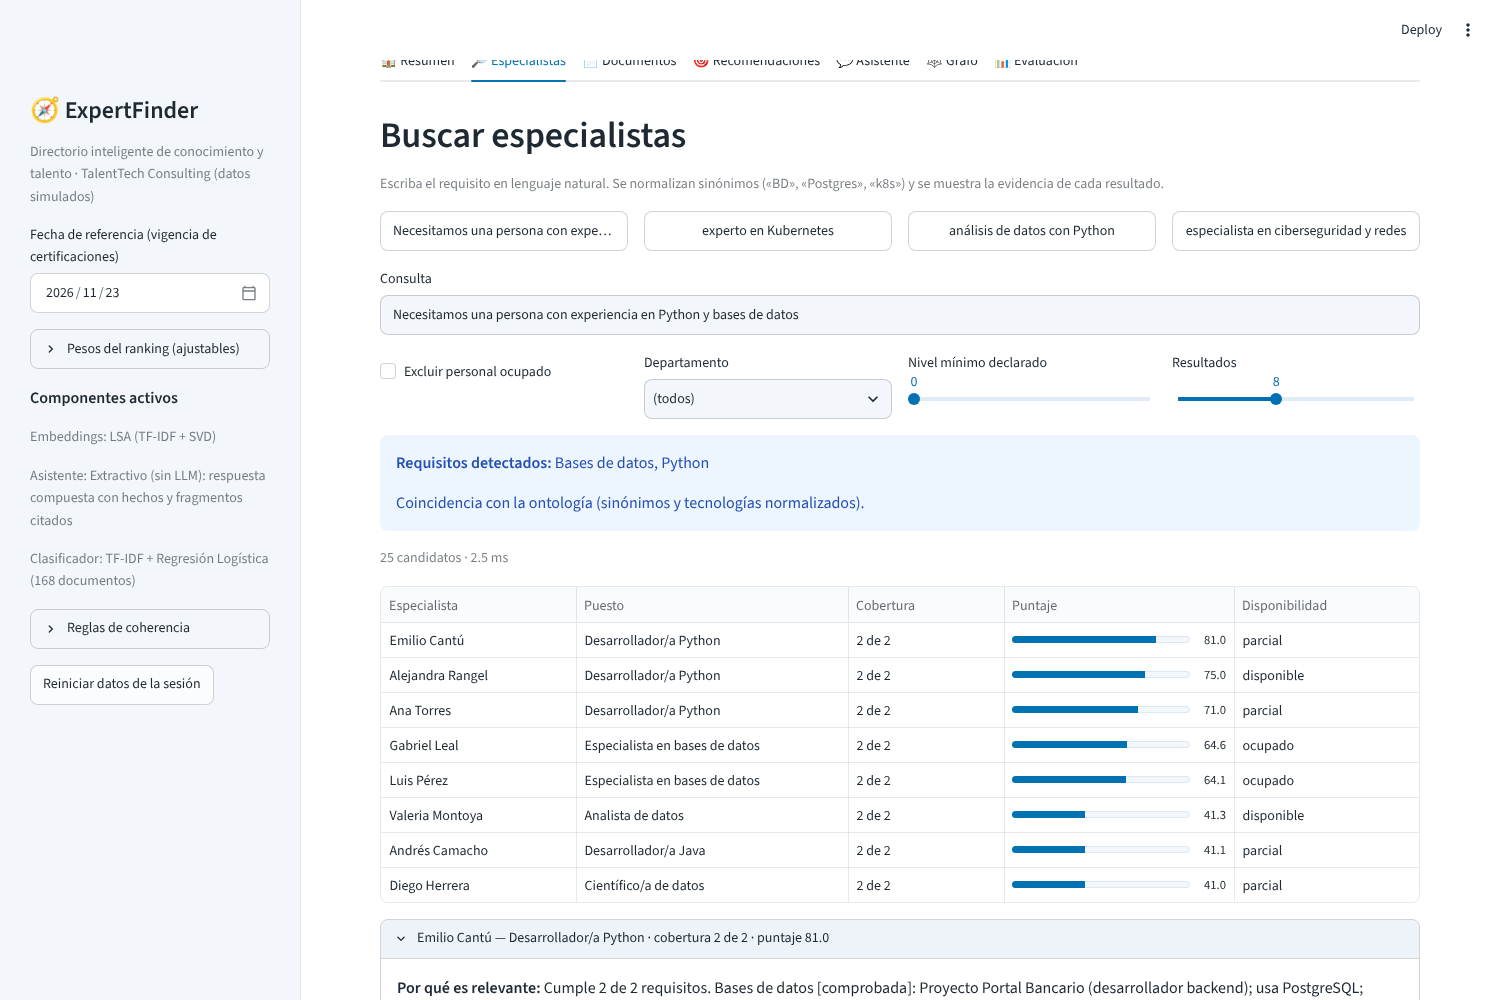 Deploy
ExpertFinder
Directorio inteligente de conocimiento y
talento · TalentTech Consulting (datos
simulados)
Fecha de referencia (vigencia de
certificaciones)
2026 / 11 / 23
Pesos del ranking (ajustables)
Componentes activos
Embeddings: LSA (TF-IDF + SVD)
Asistente: Extractivo (sin LLM): respuesta
compuesta con hechos y fragmentos
citados
Clasificador: TF-IDF + Regresión Logística
(168 documentos)
Reglas de coherencia
Reiniciar datos de la sesión
Resumen Especialistas Documentos Recomendaciones Asistente Grafo Evaluación
Buscar especialistas
Escriba el requisito en lenguaje natural. Se normalizan sinónimos («BD», «Postgres», «k8s») y se muestra la evidencia de cada resultado.
Necesitamos una persona con expe… experto en Kubernetes análisis de datos con Python especialista en ciberseguridad y redes
Consulta
Necesitamos una persona con experiencia en Python y bases de datos
Excluir personal ocupado
Departamento
(todos)
Nivel mínimo declarado
0
Resultados
8
Requisitos detectados: Bases de datos, Python
Coincidencia con la ontología (sinónimos y tecnologías normalizados).
25 candidatos · 2.5 ms
Especialista Puesto Cobertura Puntaje Disponibilidad
Emilio Cantú Desarrollador/a Python 2 de 2 81.0 parcial
Alejandra Rangel Desarrollador/a Python 2 de 2 75.0 disponible
Ana Torres Desarrollador/a Python 2 de 2 71.0 parcial
Gabriel Leal Especialista en bases de datos 2 de 2 64.6 ocupado
Luis Pérez Especialista en bases de datos 2 de 2 64.1 ocupado
Valeria Montoya Analista de datos 2 de 2 41.3 disponible
Andrés Camacho Desarrollador/a Java 2 de 2 41.1 parcial
Diego Herrera Científico/a de datos 2 de 2 41.0 parcial
Emilio Cantú — Desarrollador/a Python · cobertura 2 de 2 · puntaje 81.0
Por qué es relevante: Cumple 2 de 2 requisitos. Bases de datos [comprobada]: Proyecto Portal Bancario (desarrollador backend); usa PostgreSQL;